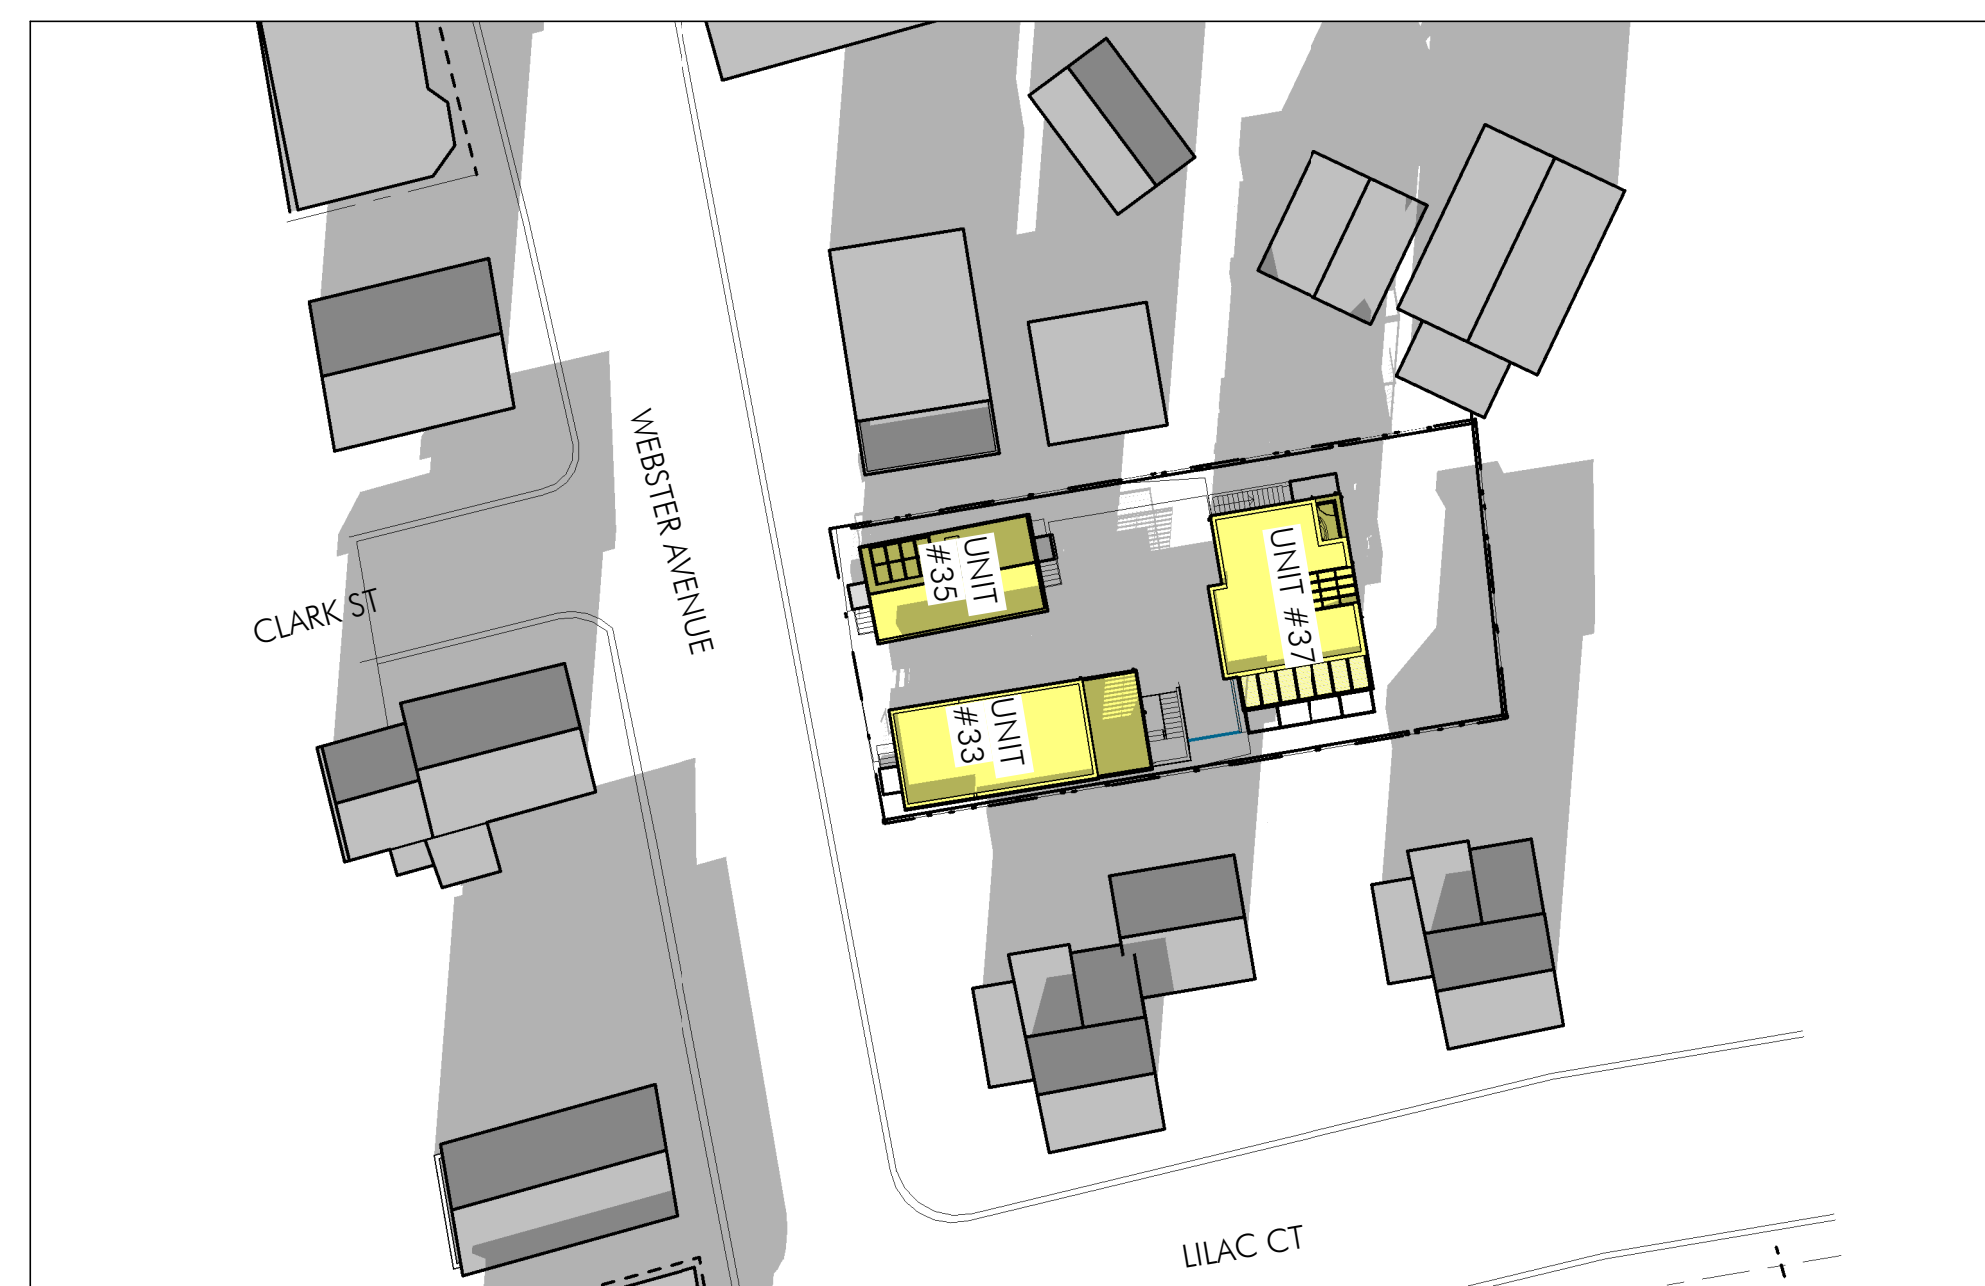 WEBSTER AVENUE
CLARK ST
UNIT
#35
UNIT #37
UNIT
#33
LILAC CT